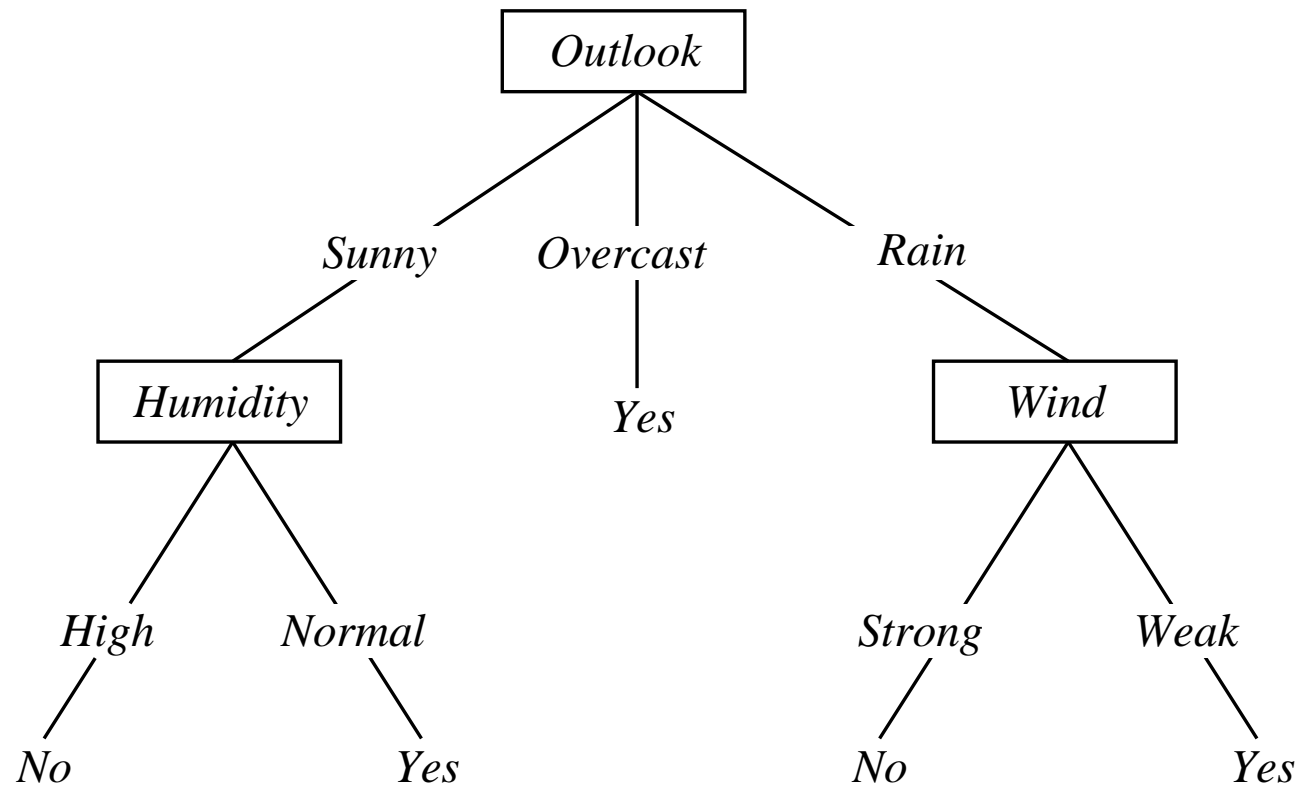 Outlook
Sunny Overcast Rain
Humidity Yes Wind
High Normal Strong Weak
No Yes No Yes